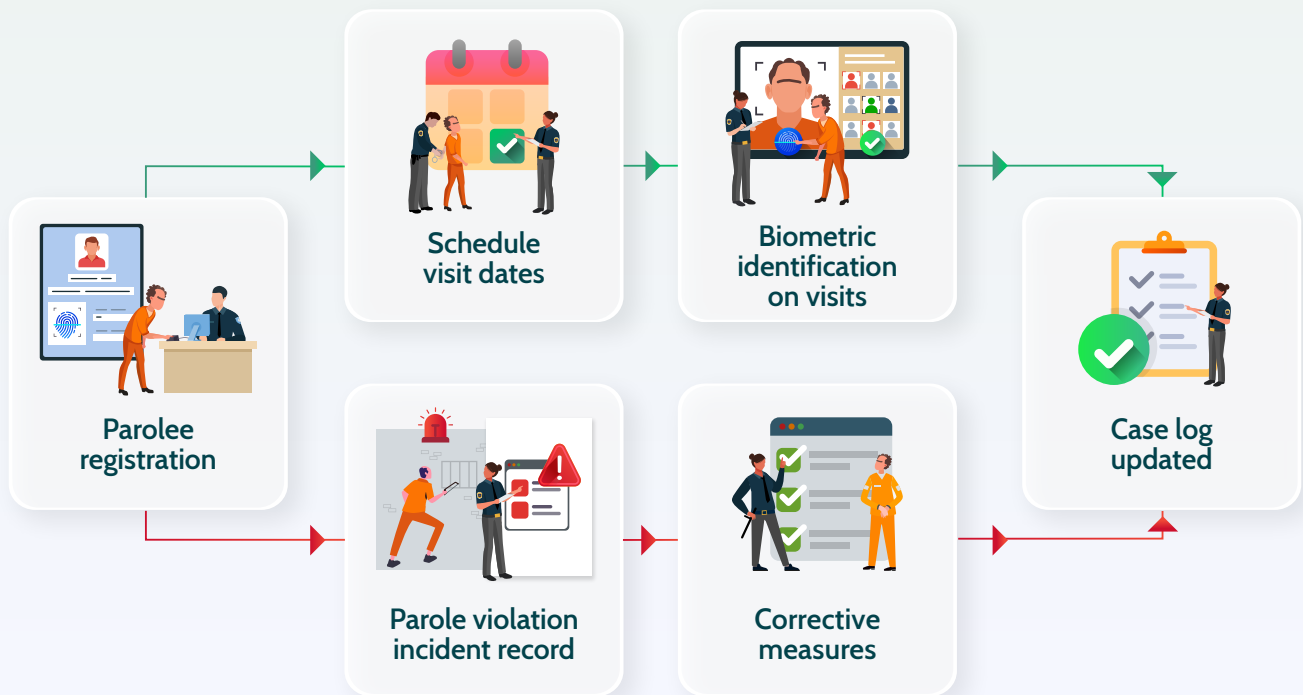 Schedule
visit dates
Biometric
identification
on visits
Parolee
registration
Case log
updated
Parole violation
incident record
Corrective
measures